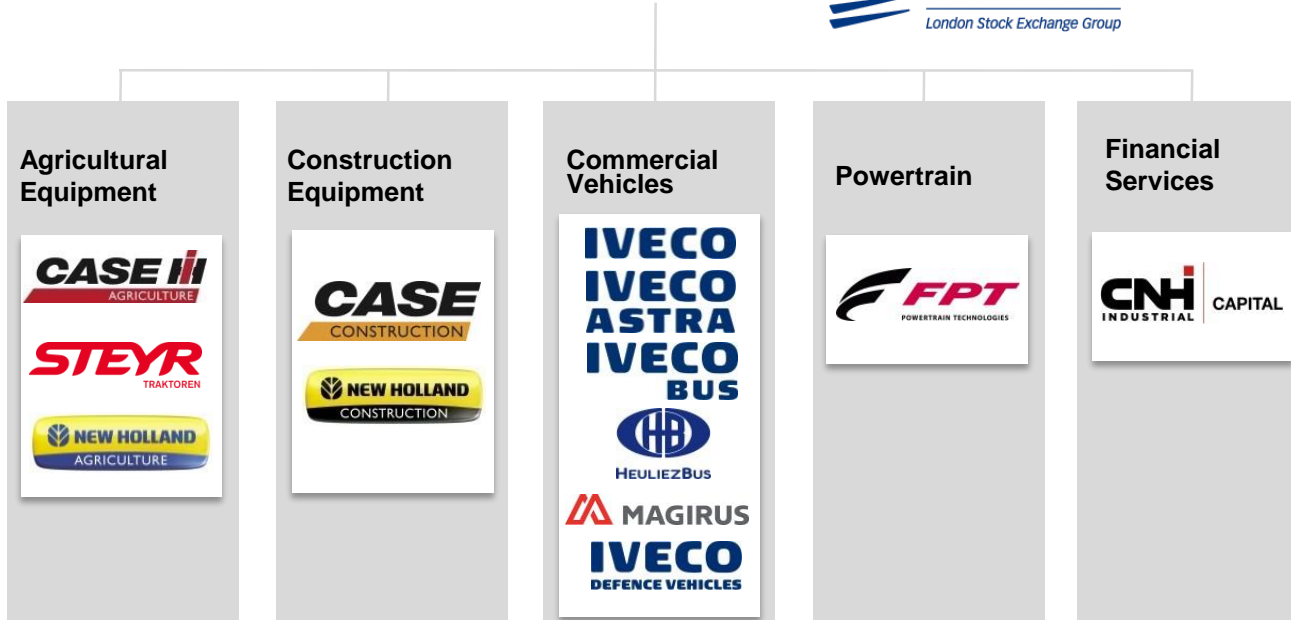 London Stock Exchange Group
Agricultural
Equipment
CASE IH
AGRICULTURE
STEYR
TRAKTOREN
NEW HOLLAND
AGRICULTURE
Construction
Equipment
CASE
CONSTRUCTION
NEW HOLLAND
CONSTRUCTION
Commercial
Vehicles
IVECO
IVECO
ASTRA
IVECO
BUS
HB
HEULIEZBUS
MAGIRUS
IVECO
DEFENCE VEHICLES
Powertrain
FPT
POWERTRAIN TECHNOLOGIES
Financial
Services
CNH
INDUSTRIAL
CAPITAL